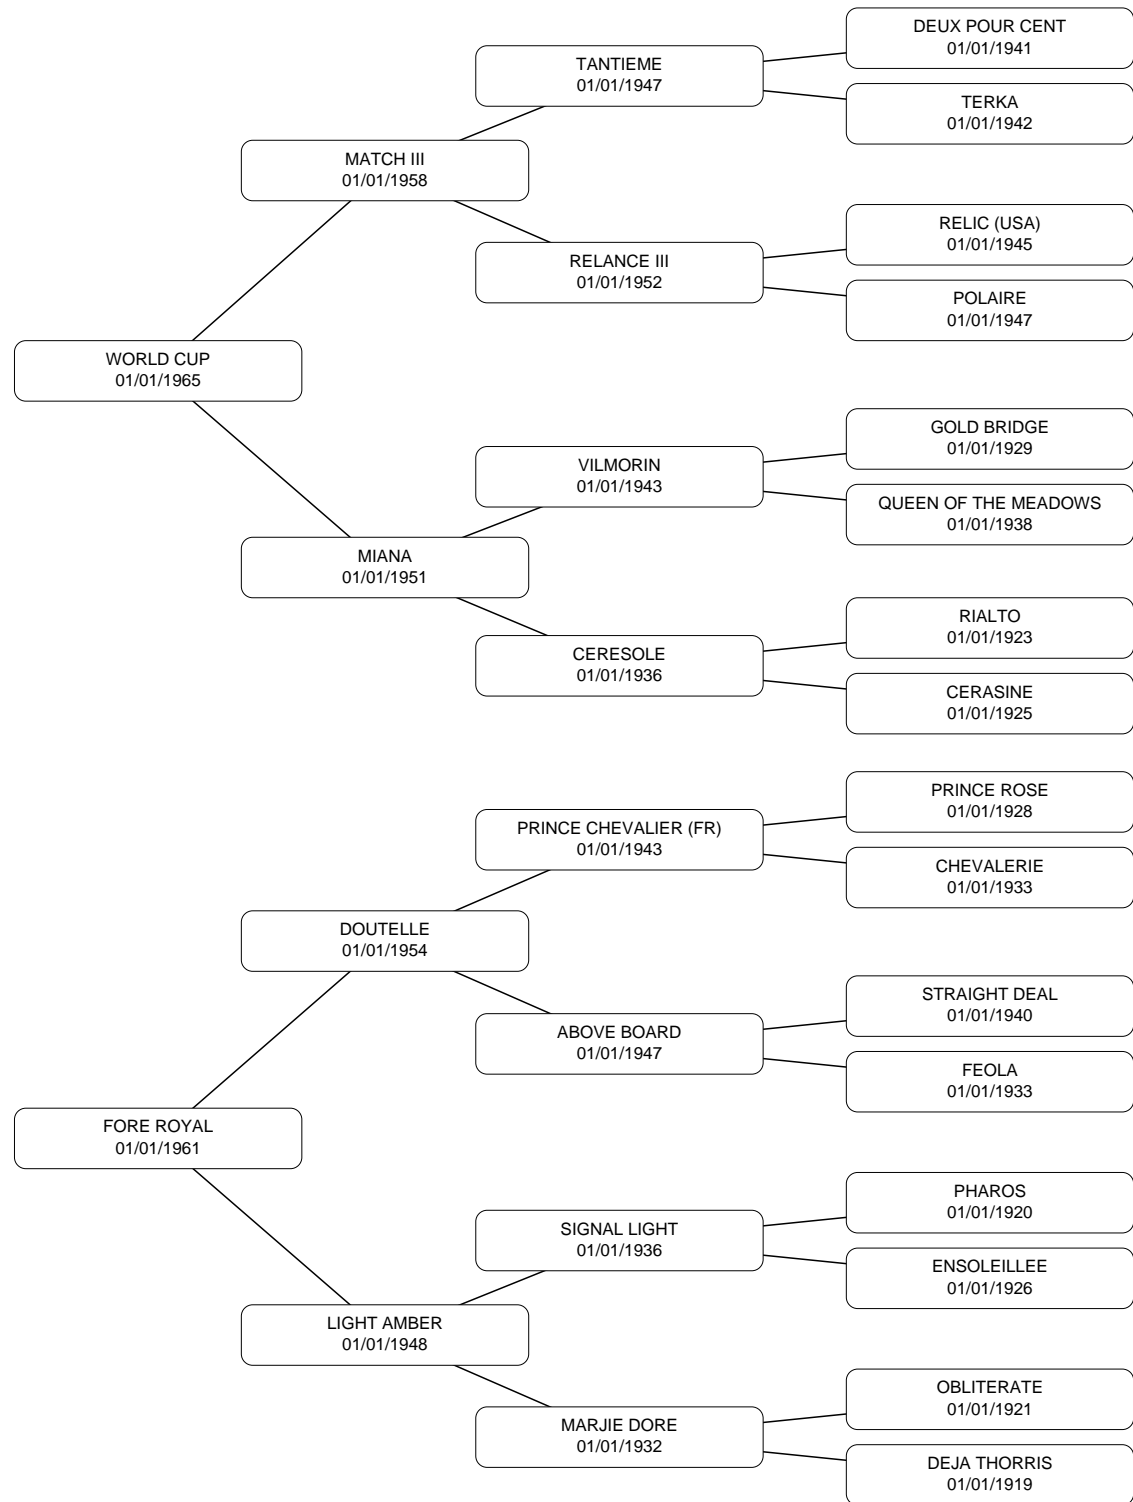 DEUX POUR CENT
01/01/1941
TANTIEME
01/01/1947
TERKA
01/01/1942
MATCH III
01/01/1958
RELIC (USA)
01/01/1945
RELANCE III
01/01/1952
POLAIRE
01/01/1947
WORLD CUP
01/01/1965
GOLD BRIDGE
01/01/1929
VILMORIN
01/01/1943
QUEEN OF THE MEADOWS
01/01/1938
MIANA
01/01/1951
RIALTO
01/01/1923
CERESOLE
01/01/1936
CERASINE
01/01/1925
PRINCE ROSE
01/01/1928
PRINCE CHEVALIER (FR)
01/01/1943
CHEVALERIE
01/01/1933
DOUTELLE
01/01/1954
STRAIGHT DEAL
01/01/1940
ABOVE BOARD
01/01/1947
FEOLA
01/01/1933
FORE ROYAL
01/01/1961
PHAROS
01/01/1920
SIGNAL LIGHT
01/01/1936
ENSOLEILLEE
01/01/1926
LIGHT AMBER
01/01/1948
OBLITERATE
01/01/1921
MARJIE DORE
01/01/1932
DEJA THORRIS
01/01/1919